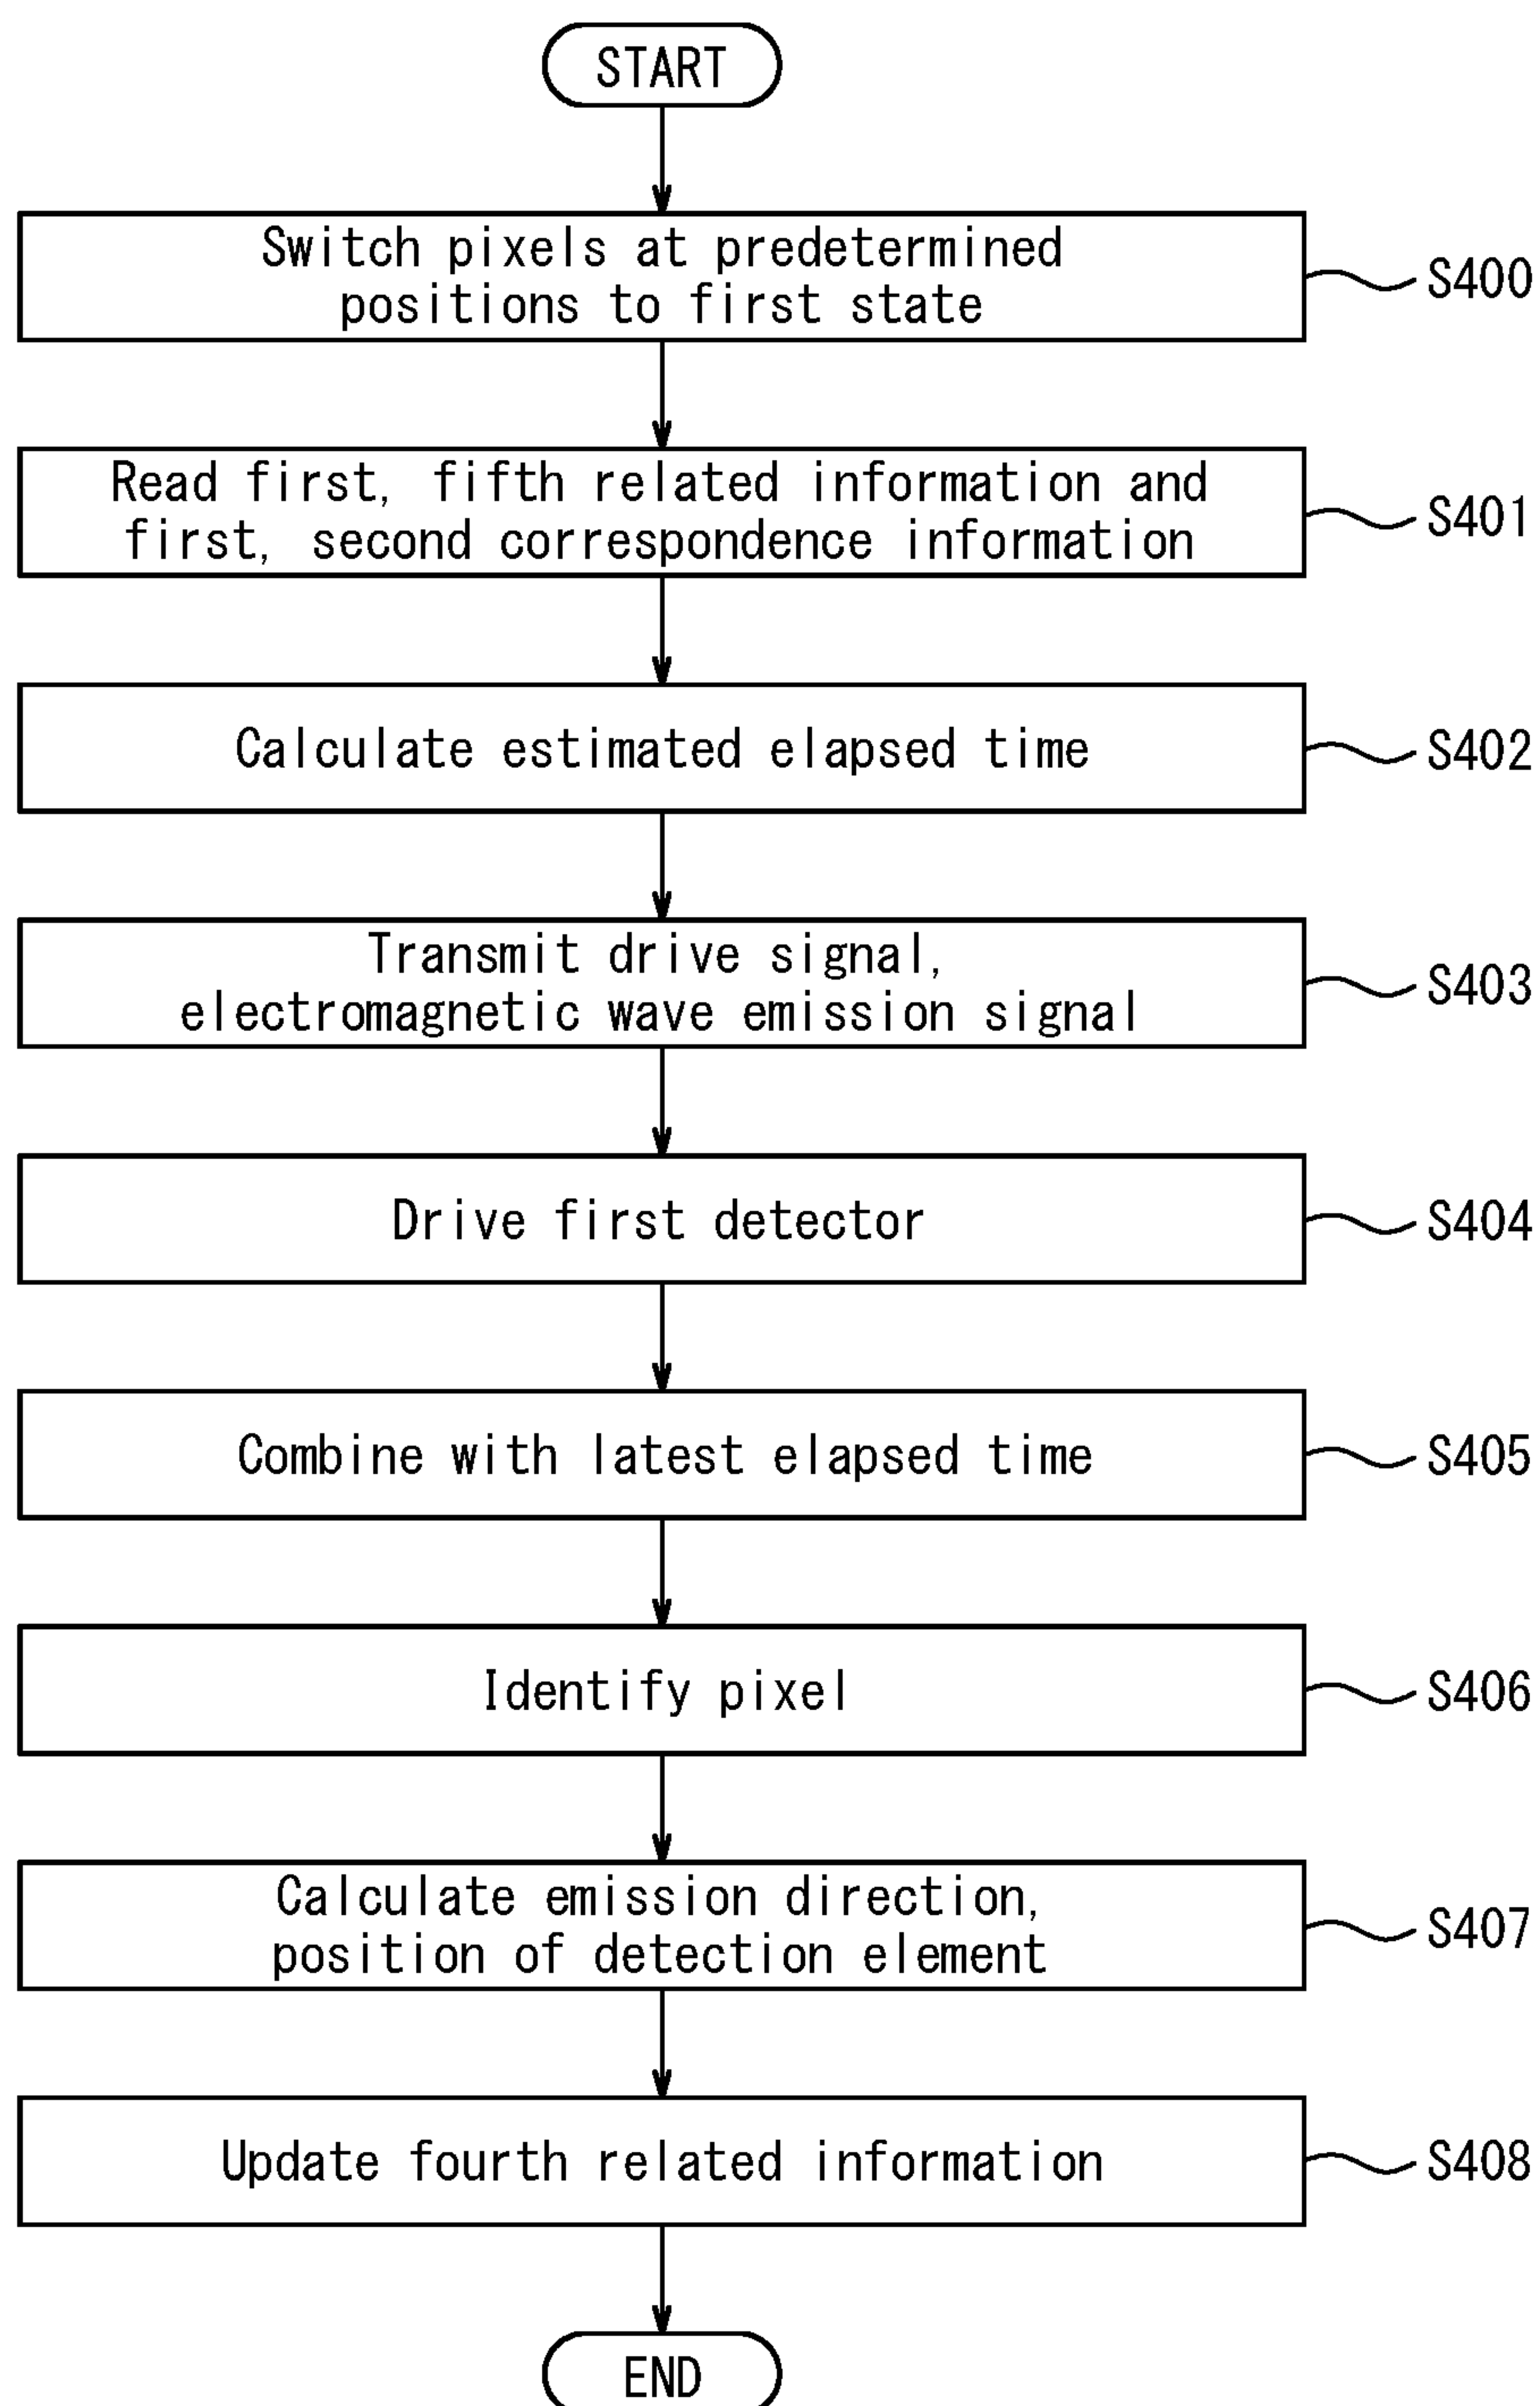 START
Switch pixels at predetermined
positions to first state
S400
Read first, fifth related information and
first, second correspondence information
S401
Calculate estimated elapsed time
S402
Transmit drive signal,
electromagnetic wave emission signal
S403
Drive first detector
S404
Combine with latest elapsed time
S405
Identify pixel
S406
Calculate emission direction,
position of detection element
S407
Update fourth related information
S408
END